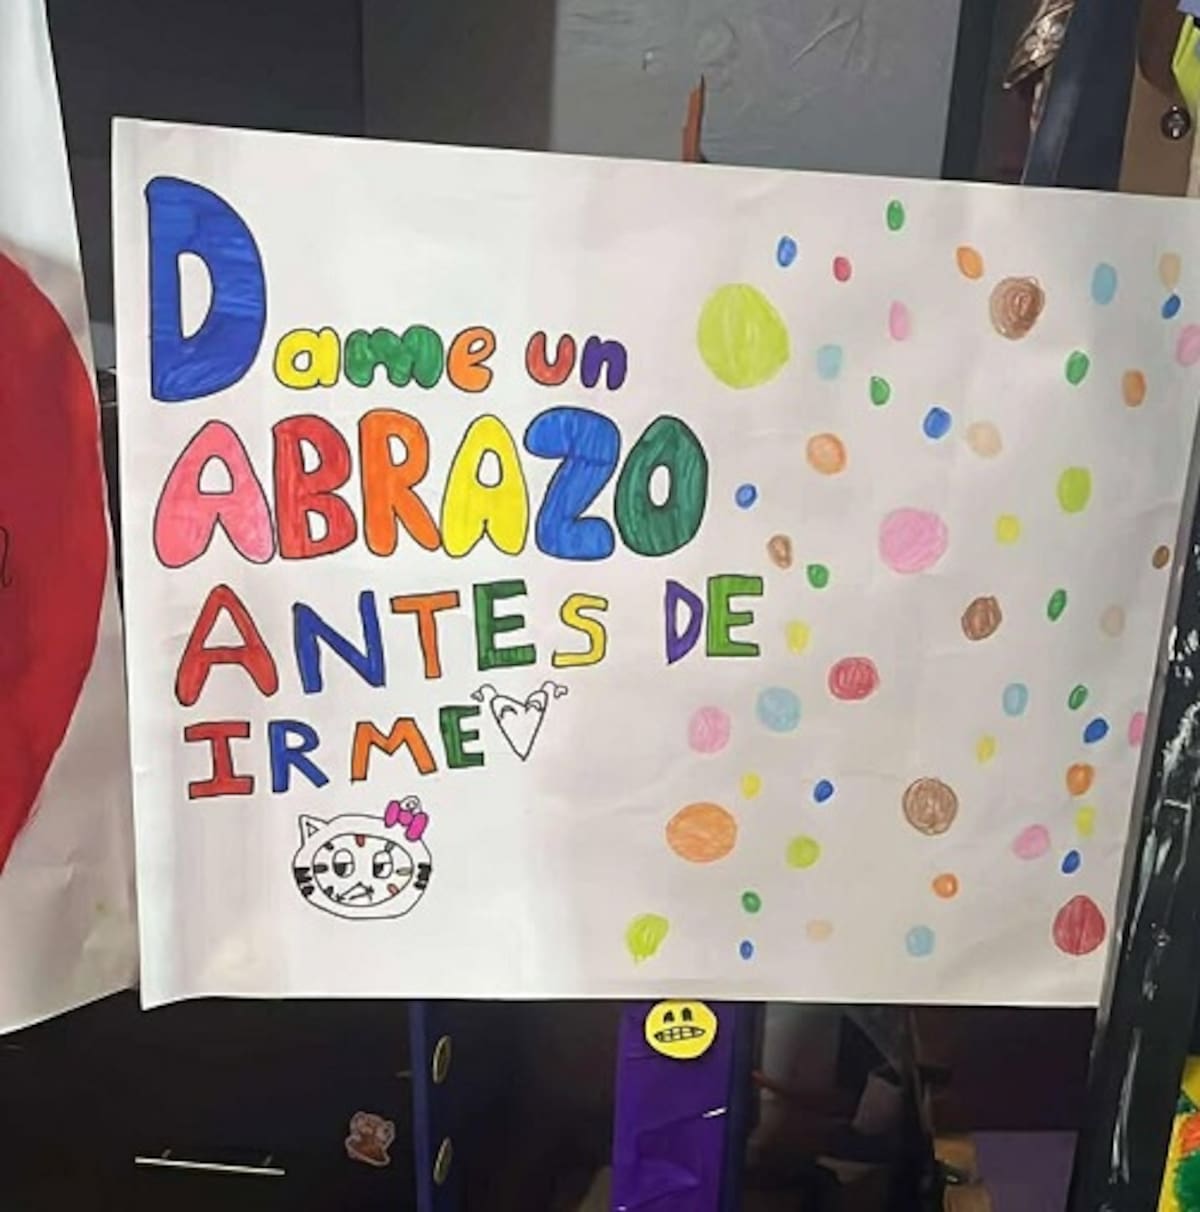 Dame un
ABRAZO
ANTES DE
IRME